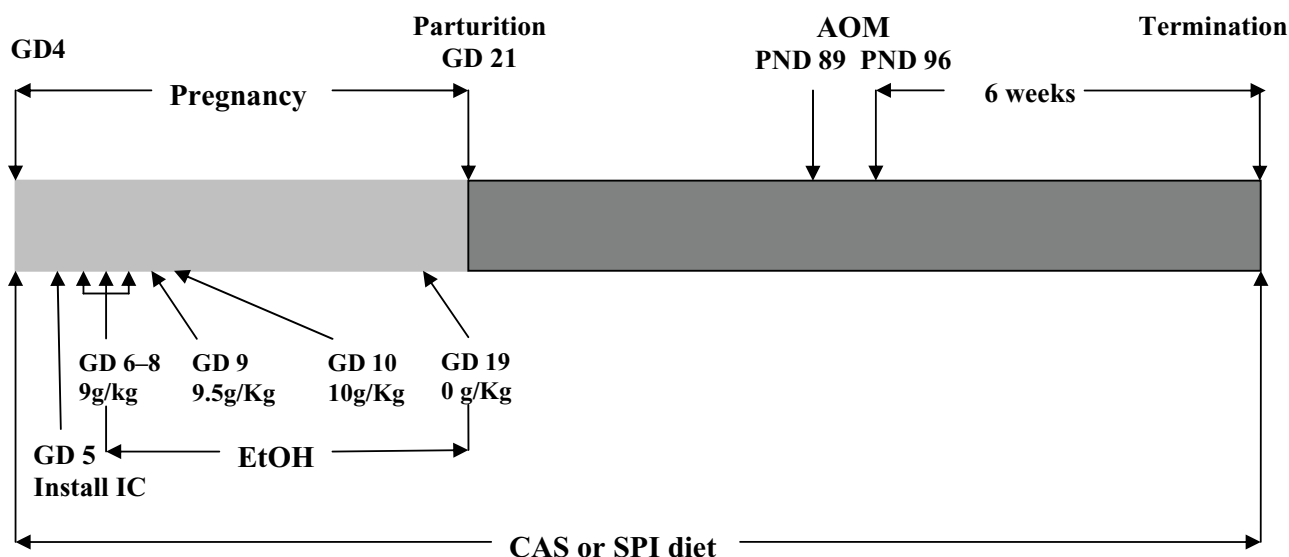 GD4
Parturition
GD 21
AOM
PND 89 PND 96
Termination
Pregnancy
6 weeks
GD 6–8
9g/kg
GD 9
9.5g/Kg
GD 10
10g/Kg
GD 19
0 g/Kg
GD 5
Install IC
EtOH
CAS or SPI diet